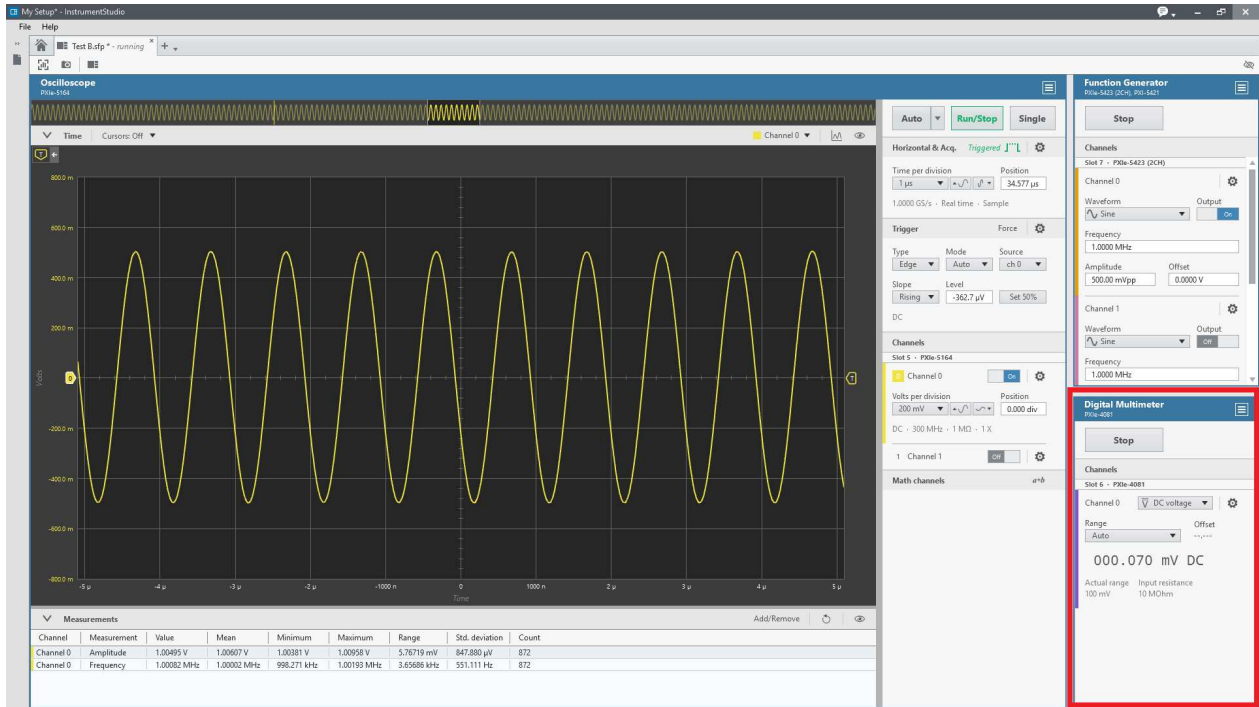 My Setup* - InstrumentStudio
File Help
Test B.sfp * - running
Oscilloscope
PXIe-5164
Time Cursors: Off Channel 0
T
800.0 m
600.0 m
400.0 m
200.0 m
0
-200.0 m
-400.0 m
-600.0 m
-800.0 m
Volts
T
-5 µ -4 µ -3 µ -2 µ -1000 n 0 1000 n 2 µ 3 µ 4 µ 5 µ
Time
Measurements Add/Remove
Channel Measurement Value Mean Minimum Maximum Range Std. deviation Count
Channel 0 Amplitude 1.00495 V 1.00607 V 1.00381 V 1.00958 V 5.76719 mV 847.880 µV 872
Channel 0 Frequency 1.00082 MHz 1.00002 MHz 998.271 kHz 1.00193 MHz 3.65686 kHz 551.111 Hz 872
Auto Run/Stop Single
Horizontal & Acq. Triggered
Time per division Position
1 µs 34.577 µs
1.0000 GS/s · Real time · Sample
Trigger Force
Type Mode Source
Edge Auto ch 0
Slope Level
Rising -362.7 µV Set 50%
DC
Channels
Slot 5 - PXIe-5164
0 Channel 0 On
Volts per division Position
200 mV 0.000 div
DC · 300 MHz · 1 MΩ · 1 X
1 Channel 1 Off
Math channels a+b
Function Generator
PXIe-5423 (2CH), PXI-5421
Stop
Channels
Slot 7 - PXIe-5423 (2CH)
Channel 0
Waveform Output
Sine On
Frequency
1.0000 MHz
Amplitude Offset
500.00 mVpp 0.0000 V
Channel 1
Waveform Output
Sine Off
Frequency
1.0000 MHz
Digital Multimeter
PXIe-4081
Stop
Channels
Slot 6 - PXIe-4081
Channel 0 DC voltage
Range Offset
Auto --.---
000.070 mV DC
Actual range Input resistance
100 mV 10 MOhm